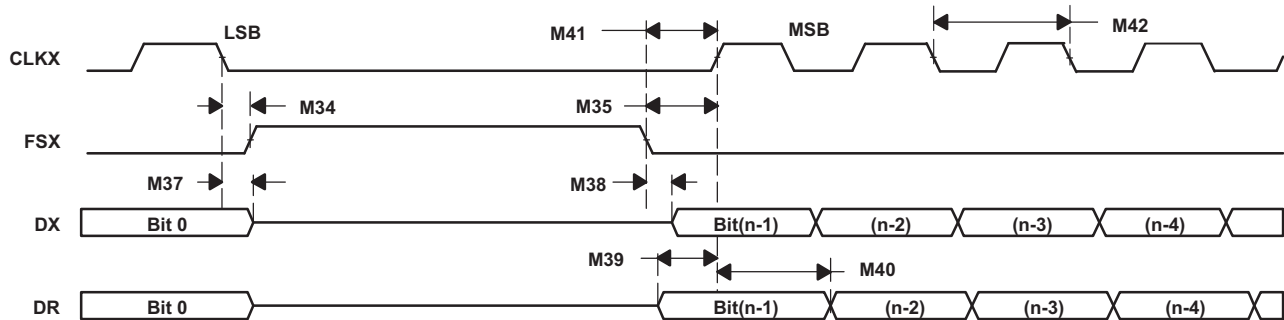 LSB
M41
MSB
M42
CLKX
M34
M35
FSX
M37
M38
DX
Bit 0
Bit(n-1)
(n-2)
(n-3)
(n-4)
M39
M40
DR
Bit 0
Bit(n-1)
(n-2)
(n-3)
(n-4)